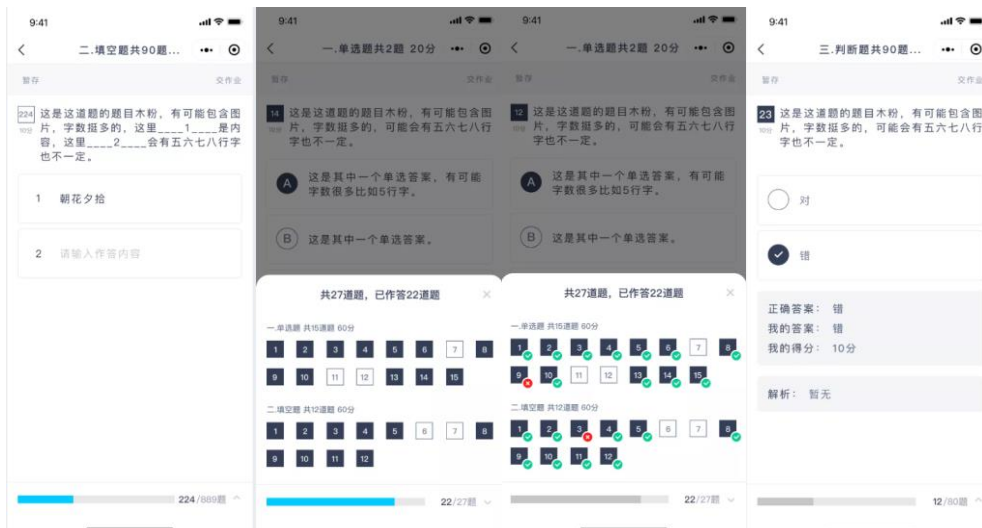 9:41
二.填空题共90题...
暂存
交作业
224
10分
这是这道题的题目木粉，有可能包含图
片，字数挺多的，这里____1____是内
容，这里____2____会有五六七八行字
也不一定。
1 朝花夕拾
2 请输入作答内容
224/889题
9:41
一.单选题共2题 20分
暂存
交作业
14
10分
这是这道题的题目木粉，有可能包含图
片，字数挺多的，可能会有五六七八行
字也不一定。
A
这是其中一个单选答案，有可能
字数很多比如5行字。
B 这是其中一个单选答案。
共27道题，已作答22道题
一.单选题 共15道题 60分
1 2 3 4 5 6 7 8
9 10 11 12 13 14 15
二.填空题 共12道题 60分
1 2 3 4 5 6 7 8
9 10 11 12
22/27题
9:41
一.单选题共2题 20分
暂存
交作业
12
10分
这是这道题的题目木粉，有可能包含图
片，字数挺多的，可能会有五六七八行
字也不一定。
A
这是其中一个单选答案，有可能
字数很多比如5行字。
B 这是其中一个单选答案。
共27道题，已作答22道题
一.单选题 共15道题 60分
1 2 3 4 5 6 7 8
9 10 11 12 13 14 15
二.填空题 共12道题 60分
1 2 3 4 5 6 7 8
9 10 11 12
22/27题
9:41
三.判断题共90题...
暂存
交作业
23
10分
这是这道题的题目木粉，有可能包含图
片，字数挺多的，可能会有五六七八行
字也不一定。
对
错
正确答案： 错
我的答案： 错
我的得分： 10分
解析： 暂无
12/80题